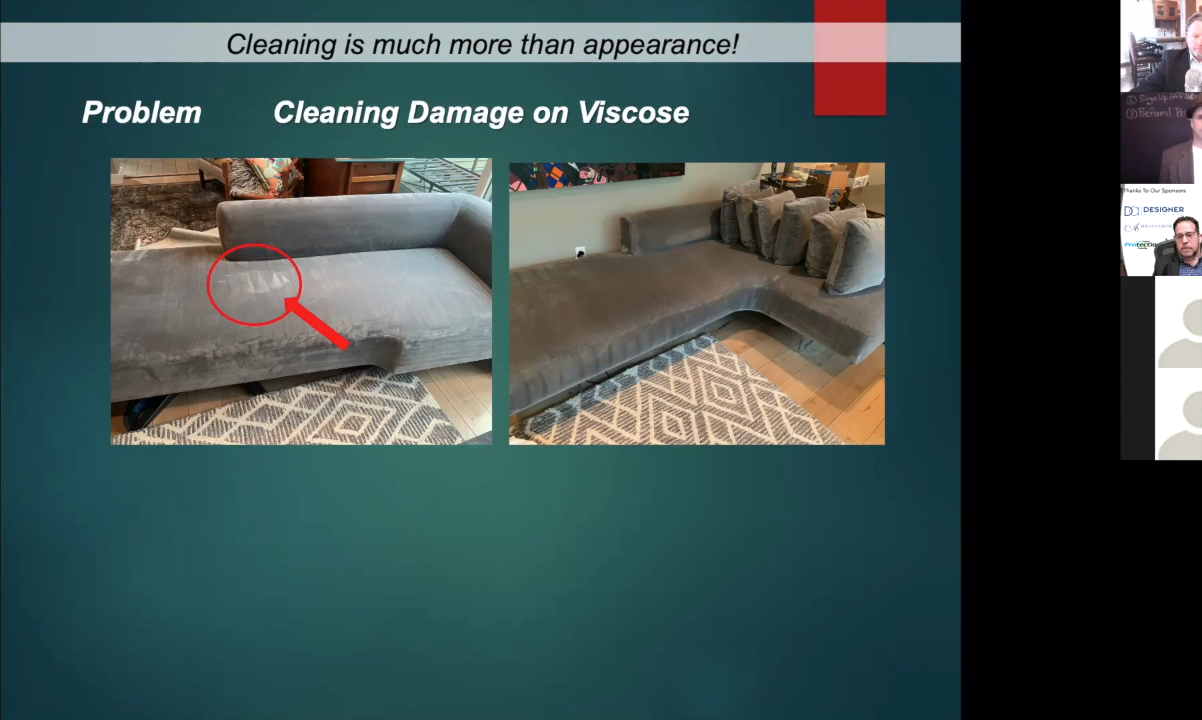 Cleaning is much more than appearance!
Problem
Cleaning Damage on Viscose
Thanks To Our Sponsors
DESIGNER